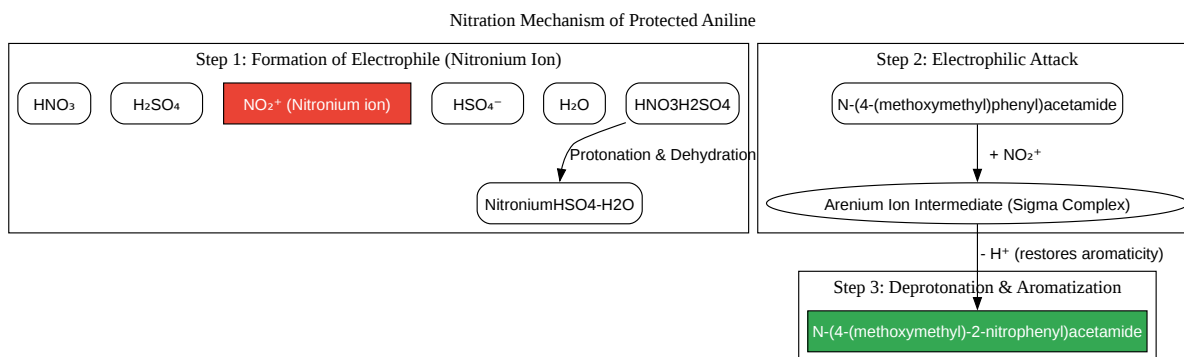 Nitration Mechanism of Protected Aniline
Step 1: Formation of Electrophile (Nitronium Ion)
HNO₃
H₂SO₄
NO₂⁺ (Nitronium ion)
HSO₄⁻
H₂O
HNO3H2SO4
Protonation & Dehydration
NitroniumHSO4-H2O
Step 2: Electrophilic Attack
N-(4-(methoxymethyl)phenyl)acetamide
+ NO₂⁺
Arenium Ion Intermediate (Sigma Complex)
- H⁺ (restores aromaticity)
Step 3: Deprotonation & Aromatization
N-(4-(methoxymethyl)-2-nitrophenyl)acetamide